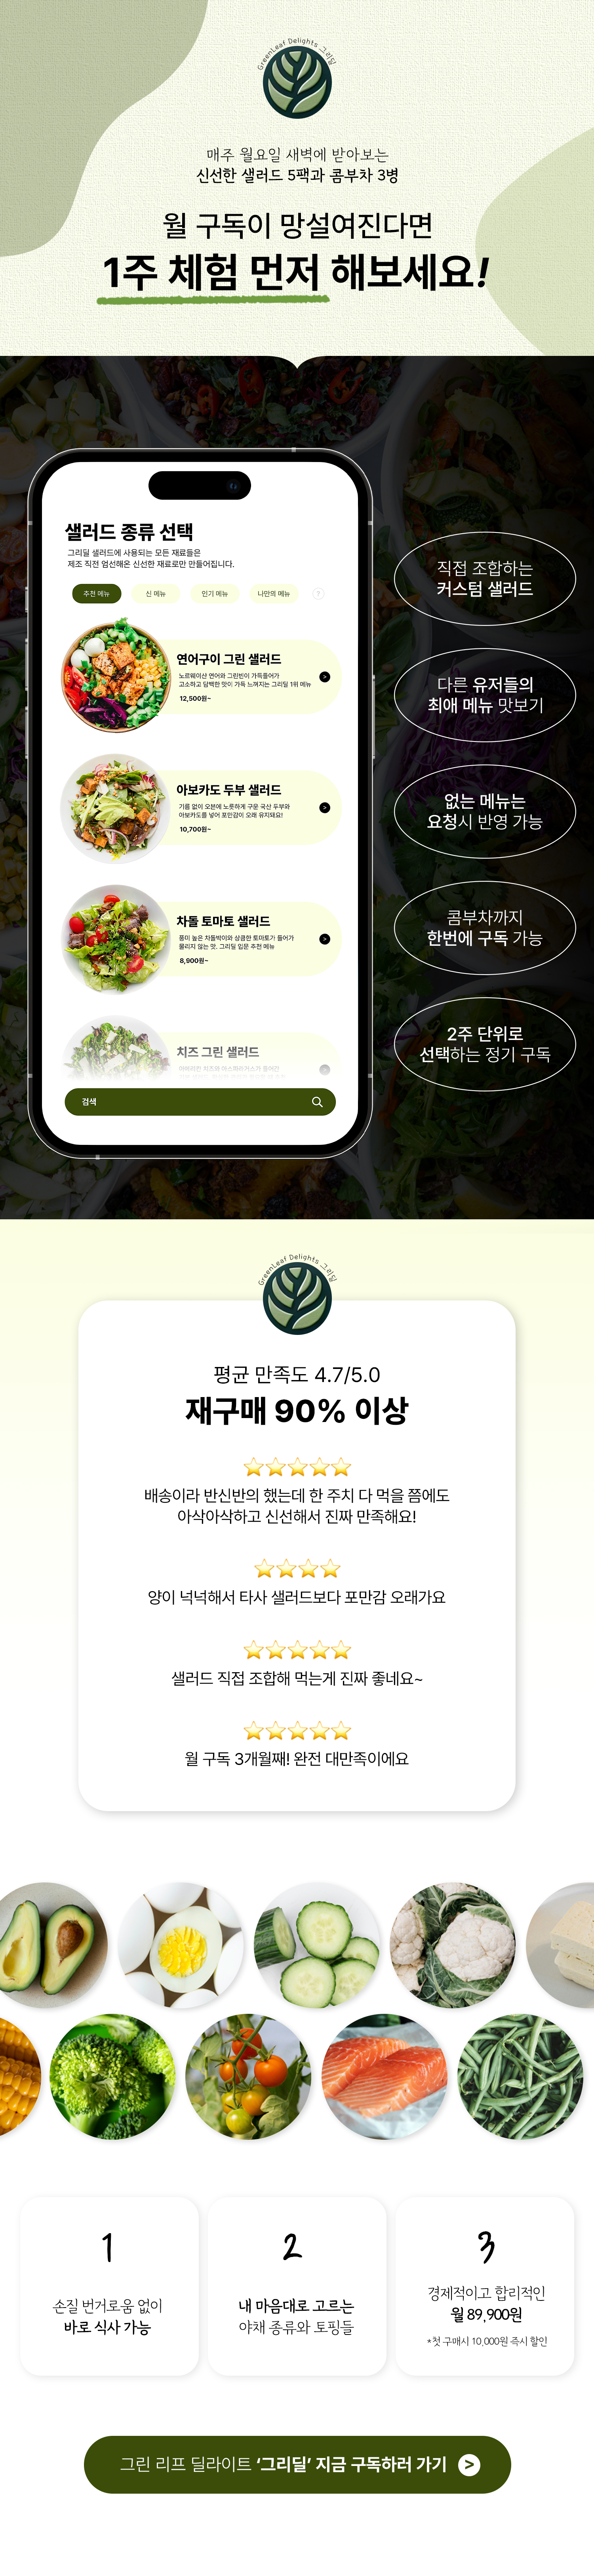 GreenLeaf Delights 그리딜
매주 월요일 새벽에 받아보는
신선한 샐러드 5팩과 콤부차 3병
월 구독이 망설여진다면
1주 체험 먼저 해보세요!
샐러드 종류 선택
그리딜 샐러드에 사용되는 모든 재료들은
제조 직전 엄선해온 신선한 재료로만 만들어집니다.
추천 메뉴
신 메뉴
인기 메뉴
나만의 메뉴
?
연어구이 그린 샐러드
노르웨이산 연어와 그린빈이 가득들어가
고소하고 담백한 맛이 가득 느껴지는 그리딜 1위 메뉴
12,500원~
>
아보카도 두부 샐러드
기름 없이 오븐에 노릇하게 구운 국산 두부와
아보카도를 넣어 포만감이 오래 유지돼요!
10,700원~
>
차돌 토마토 샐러드
풍미 높은 차돌박이와 상큼한 토마토가 들어가
물리지 않는 맛, 그리딜 입문 추천 메뉴
8,900원~
>
치즈 그린 샐러드
검색
직접 조합하는
커스텀 샐러드
다른 유저들의
최애 메뉴 맛보기
없는 메뉴는
요청시 반영 가능
콤부차까지
한번에 구독 가능
2주 단위로
선택하는 정기 구독
GreenLeaf Delights 그리딜
평균 만족도 4.7/5.0
재구매 90% 이상
배송이라 반신반의 했는데 한 주치 다 먹을 쯤에도
아삭아삭하고 신선해서 진짜 만족해요!
양이 넉넉해서 타사 샐러드보다 포만감 오래가요
샐러드 직접 조합해 먹는게 진짜 좋네요~
월 구독 3개월째! 완전 대만족이에요
1
손질 번거로움 없이
바로 식사 가능
2
내 마음대로 고르는
야채 종류와 토핑들
3
경제적이고 합리적인
월 89,900원
*첫 구매시 10,000원 즉시 할인
그린 리프 딜라이트 ‘그리딜’ 지금 구독하러 가기 >